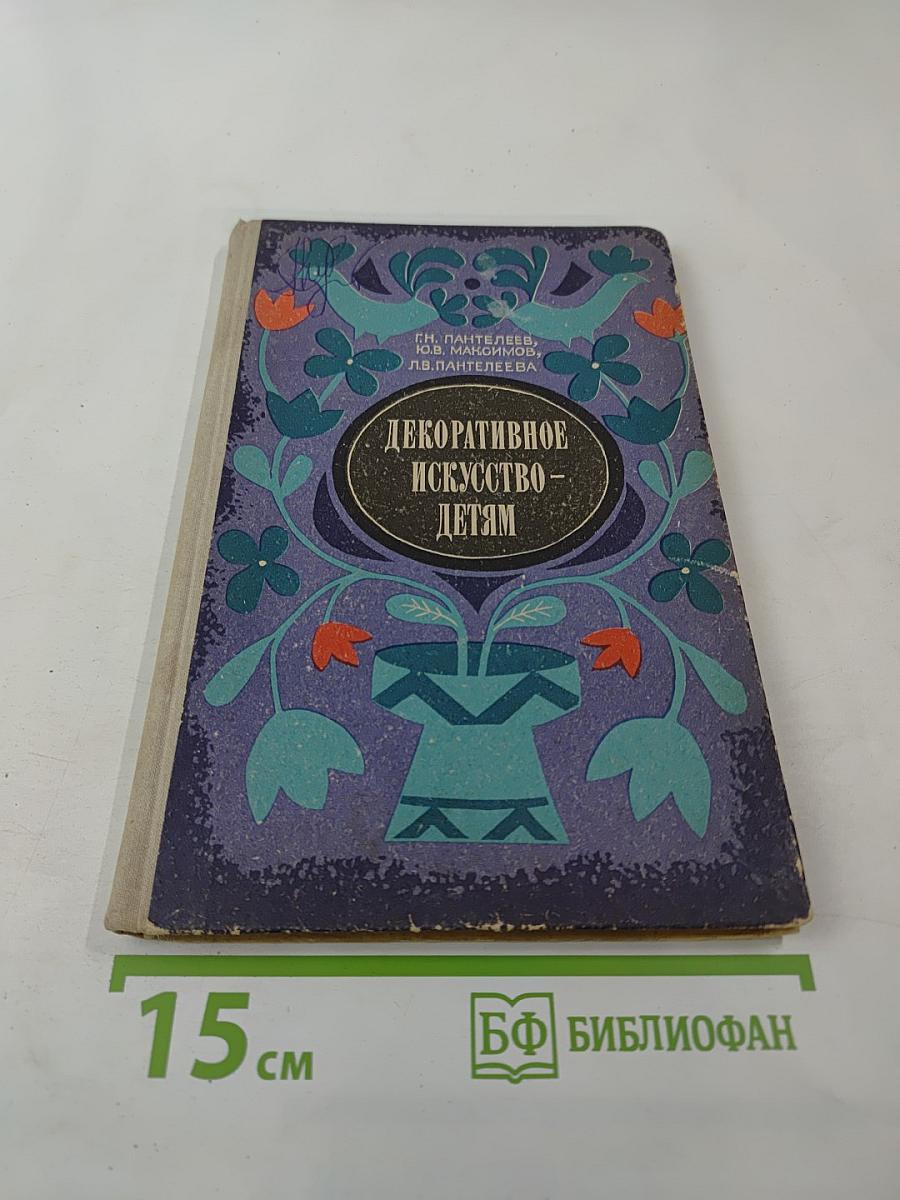 Г.Н. ПАНТЕЛЕЕВ,
Ю.В. МАКСИМОВ,
Л.В. ПАНТЕЛЕЕВА
ДЕКОРАТИВНОЕ
ИСКУССТВО –
ДЕТЯМ
15 см
БФ БИБЛИОФАН